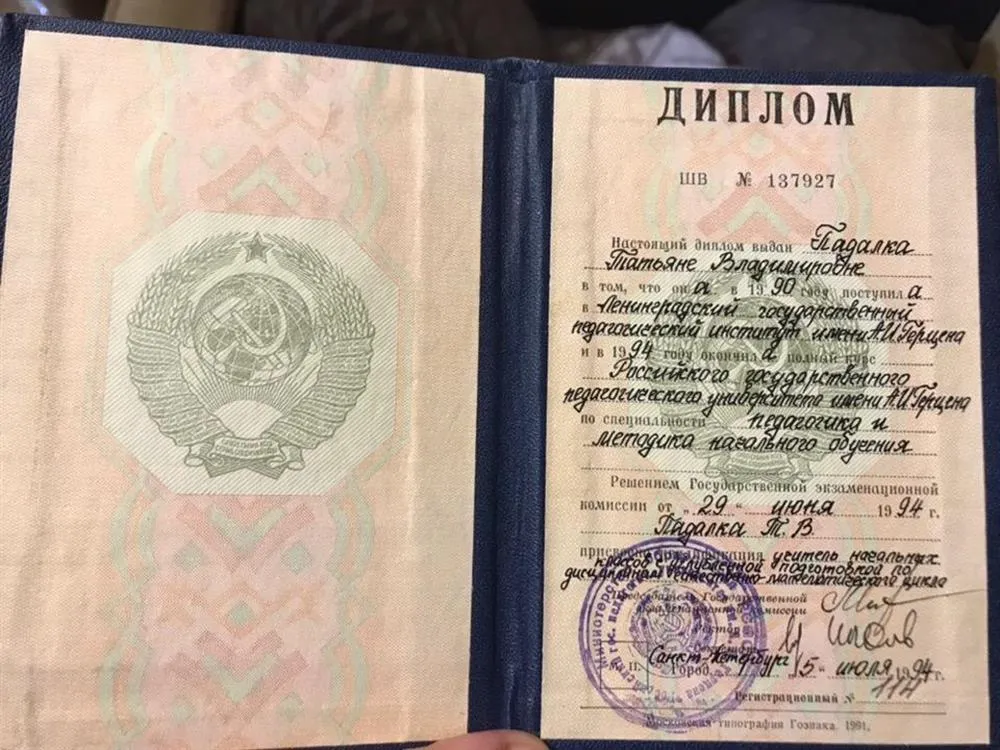 ДИПЛОМ
ШВ № 137927
Настоящий диплом выдан Падалка
Татьяне Владимировне
в том, что она в 1990 году поступила
в Ленинградский государственный
педагогический институт имени А.И.Герцена
и в 1994 году окончила полный курс
Российского государственного
педагогического университета имени А.И.Герцена
по специальности педагогика и
методика начального обучения
Решением Государственной экзаменационной
комиссии от „29“ июня 1994 г.
Падалка Т. В.
присвоена квалификация учитель начальных
классов с углубленной подготовкой по
дисциплинам естественно-математического цикла
Председатель Государственной
экзаменационной комиссии
Ректор
Секретарь
Город Санкт-Петербург 15 июля 1994 г.
Регистрационный № 114
Московская типография Гознака. 1991.